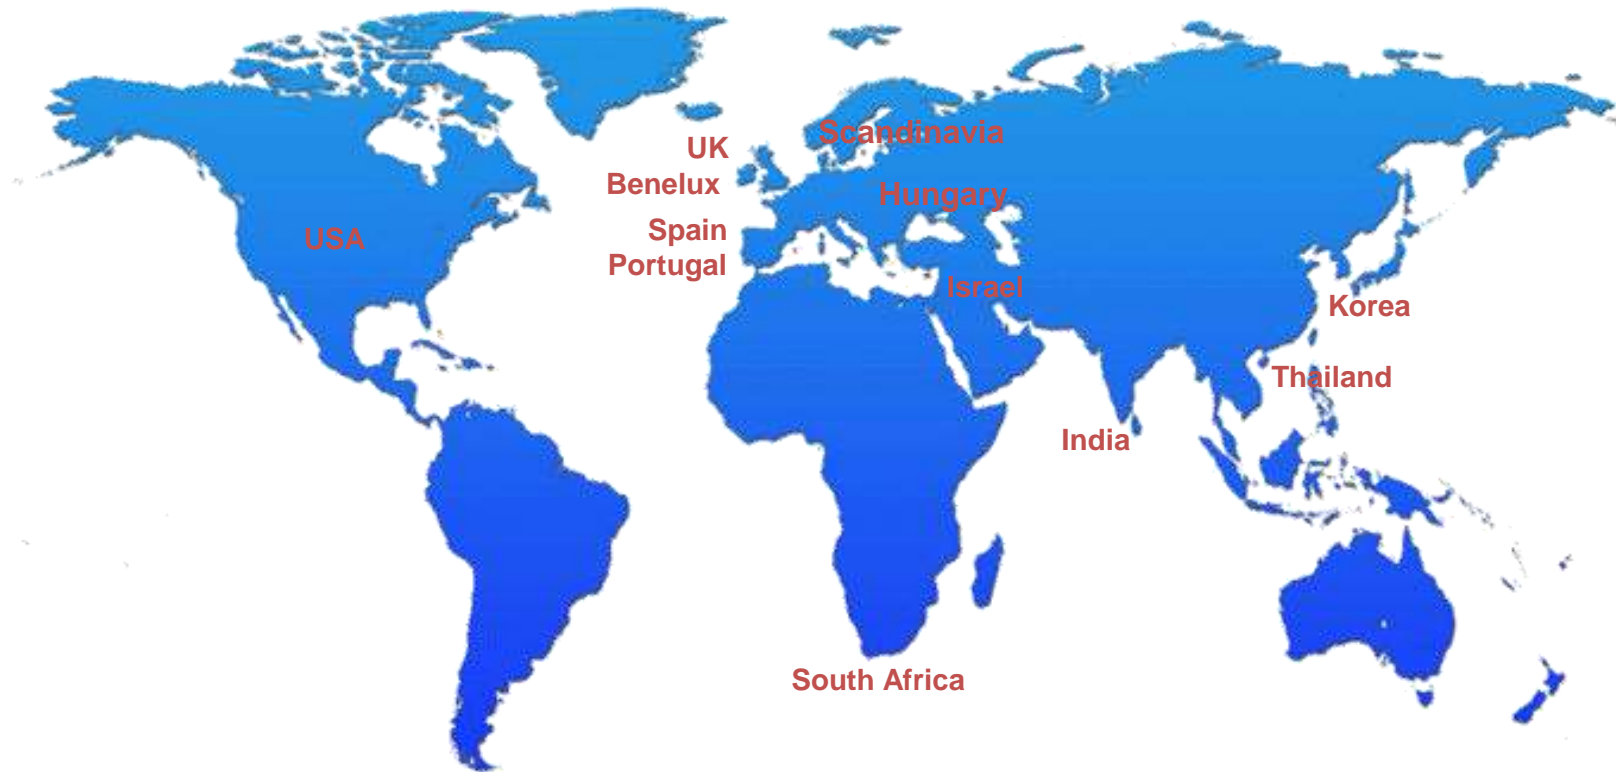 Scandinavia
UK
Benelux
Hungary
Spain
USA
Portugal
Israel
Korea
Thailand
India
South Africa